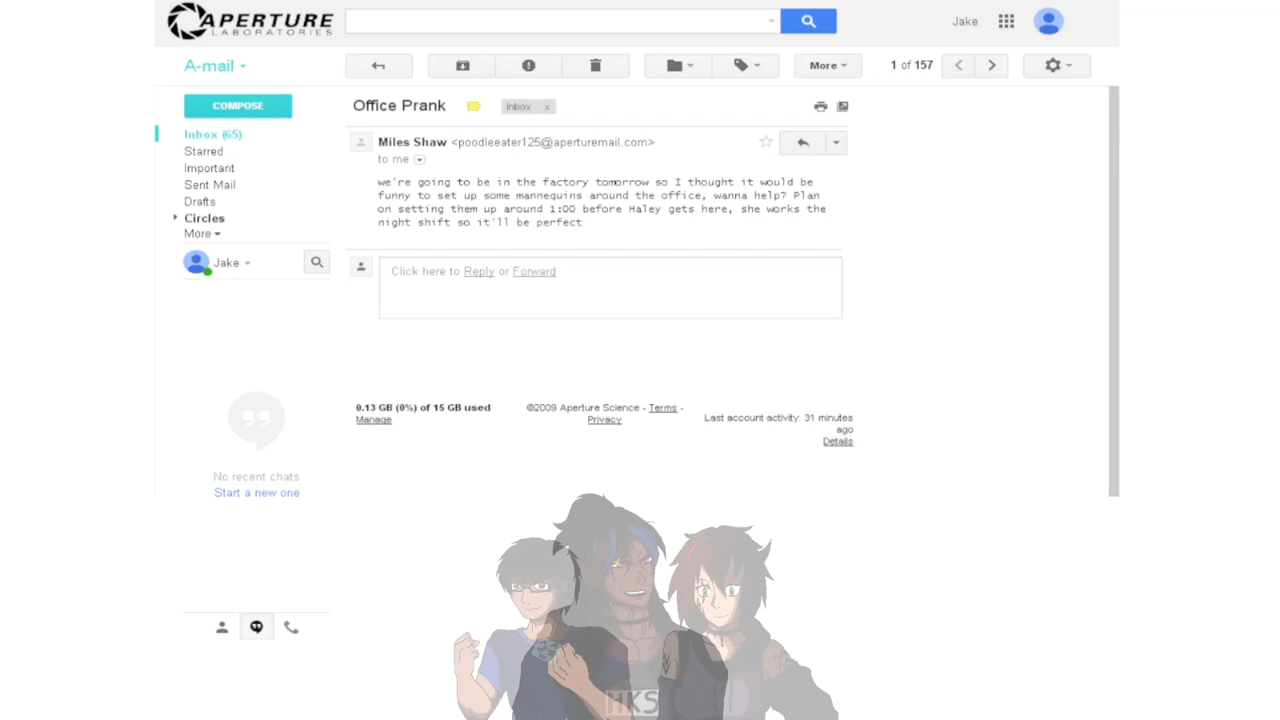 APERTURE
LABORATORIES
Jake
A-mail
More
1 of 157
COMPOSE
Office Prank
Inbox x
Inbox (65)
Miles Shaw <poodleeater125@aperturemail.com>
to me
Starred
Important
Sent Mail
Drafts
Circles
More
we're going to be in the factory tomorrow so I thought it would be
funny to set up some mannequins around the office, wanna help? Plan
on setting them up around 1:00 before Haley gets here, she works the
night shift so it'll be perfect
Jake
Click here to Reply or Forward
0.13 GB (0%) of 15 GB used
Manage
©2009 Aperture Science - Terms -
Privacy
Last account activity: 31 minutes
ago
Details
No recent chats
Start a new one
HKS